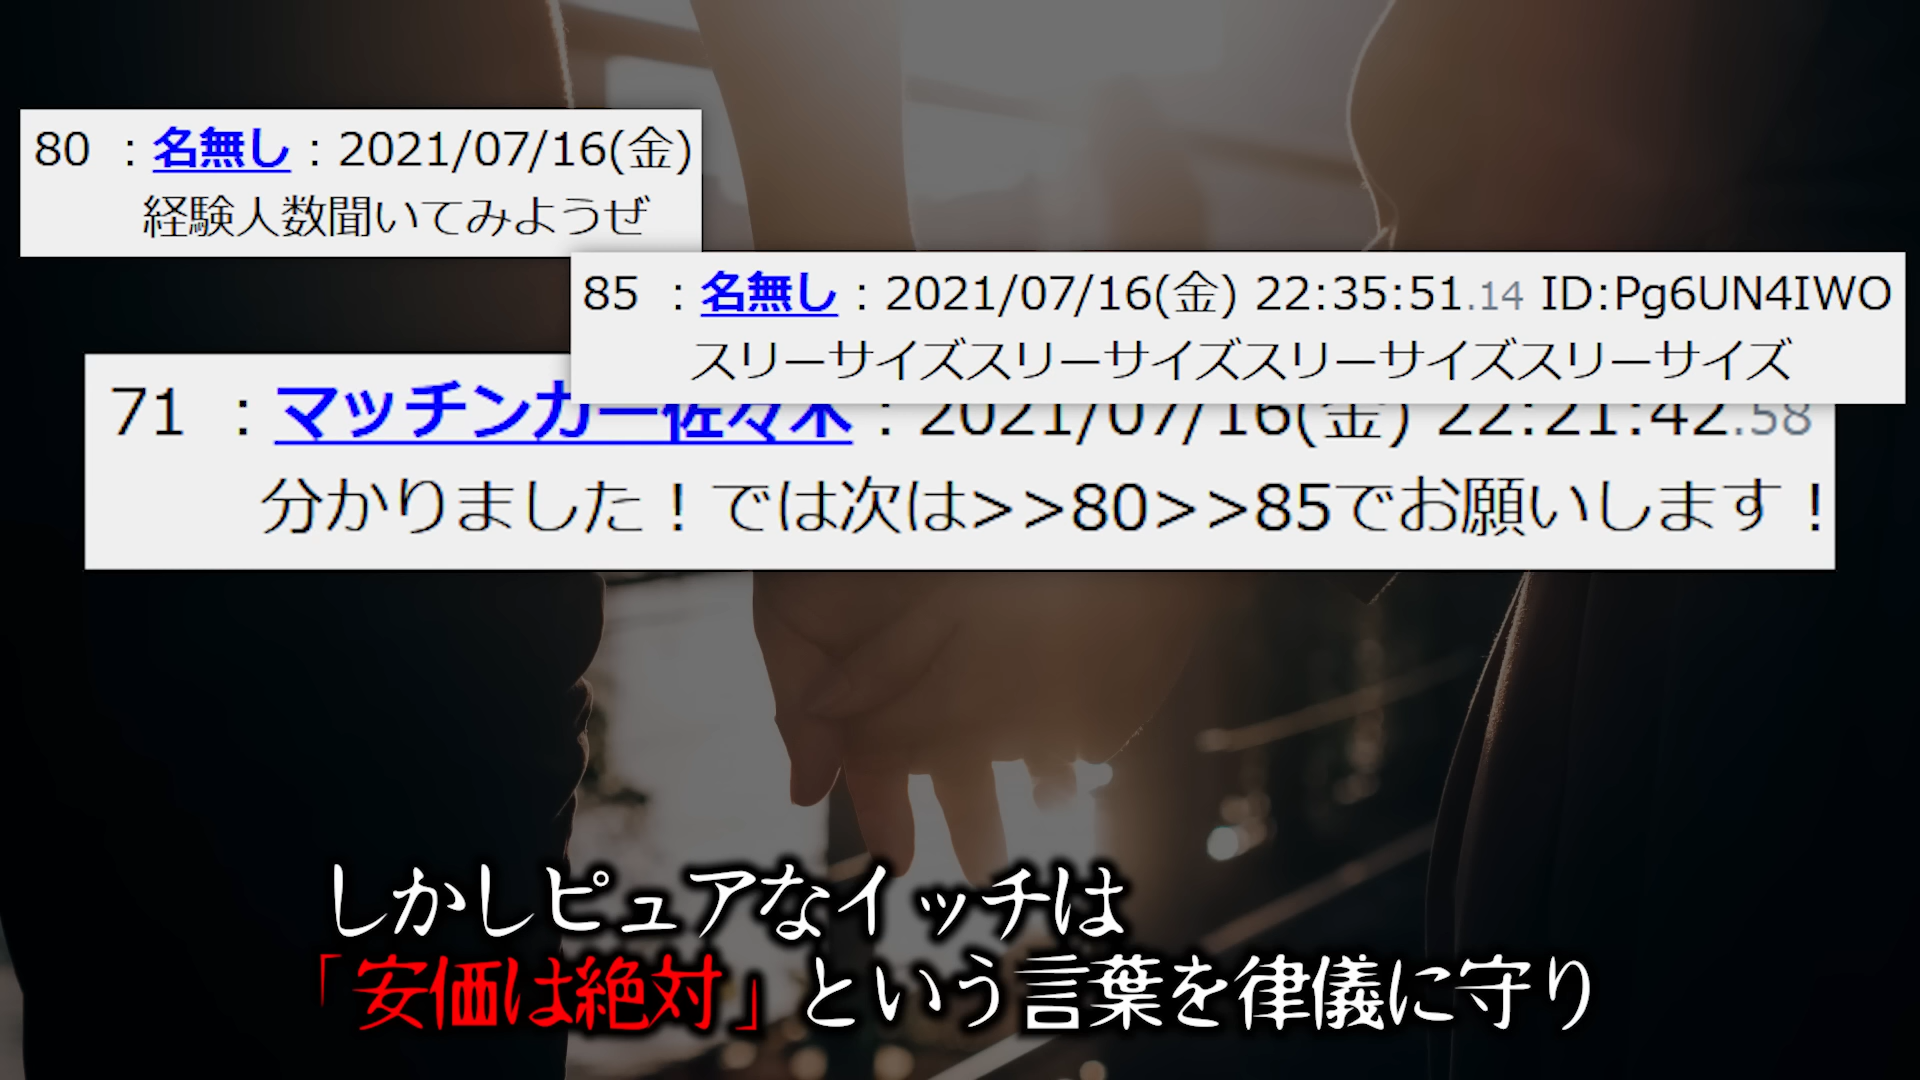 80 ：名無し：2021/07/16(金)
経験人数聞いてみようぜ
85 ：名無し：2021/07/16(金) 22:35:51.14 ID:Pg6UN4IWO
スリーサイズスリーサイズスリーサイズスリーサイズ
71 ：マッチンカー佐々木：2021/07/16(金) 22:21:42.58
分かりました！では次は>>80>>85でお願いします！
しかしピュアなイッチは
「安価は絶対」という言葉を律儀に守り